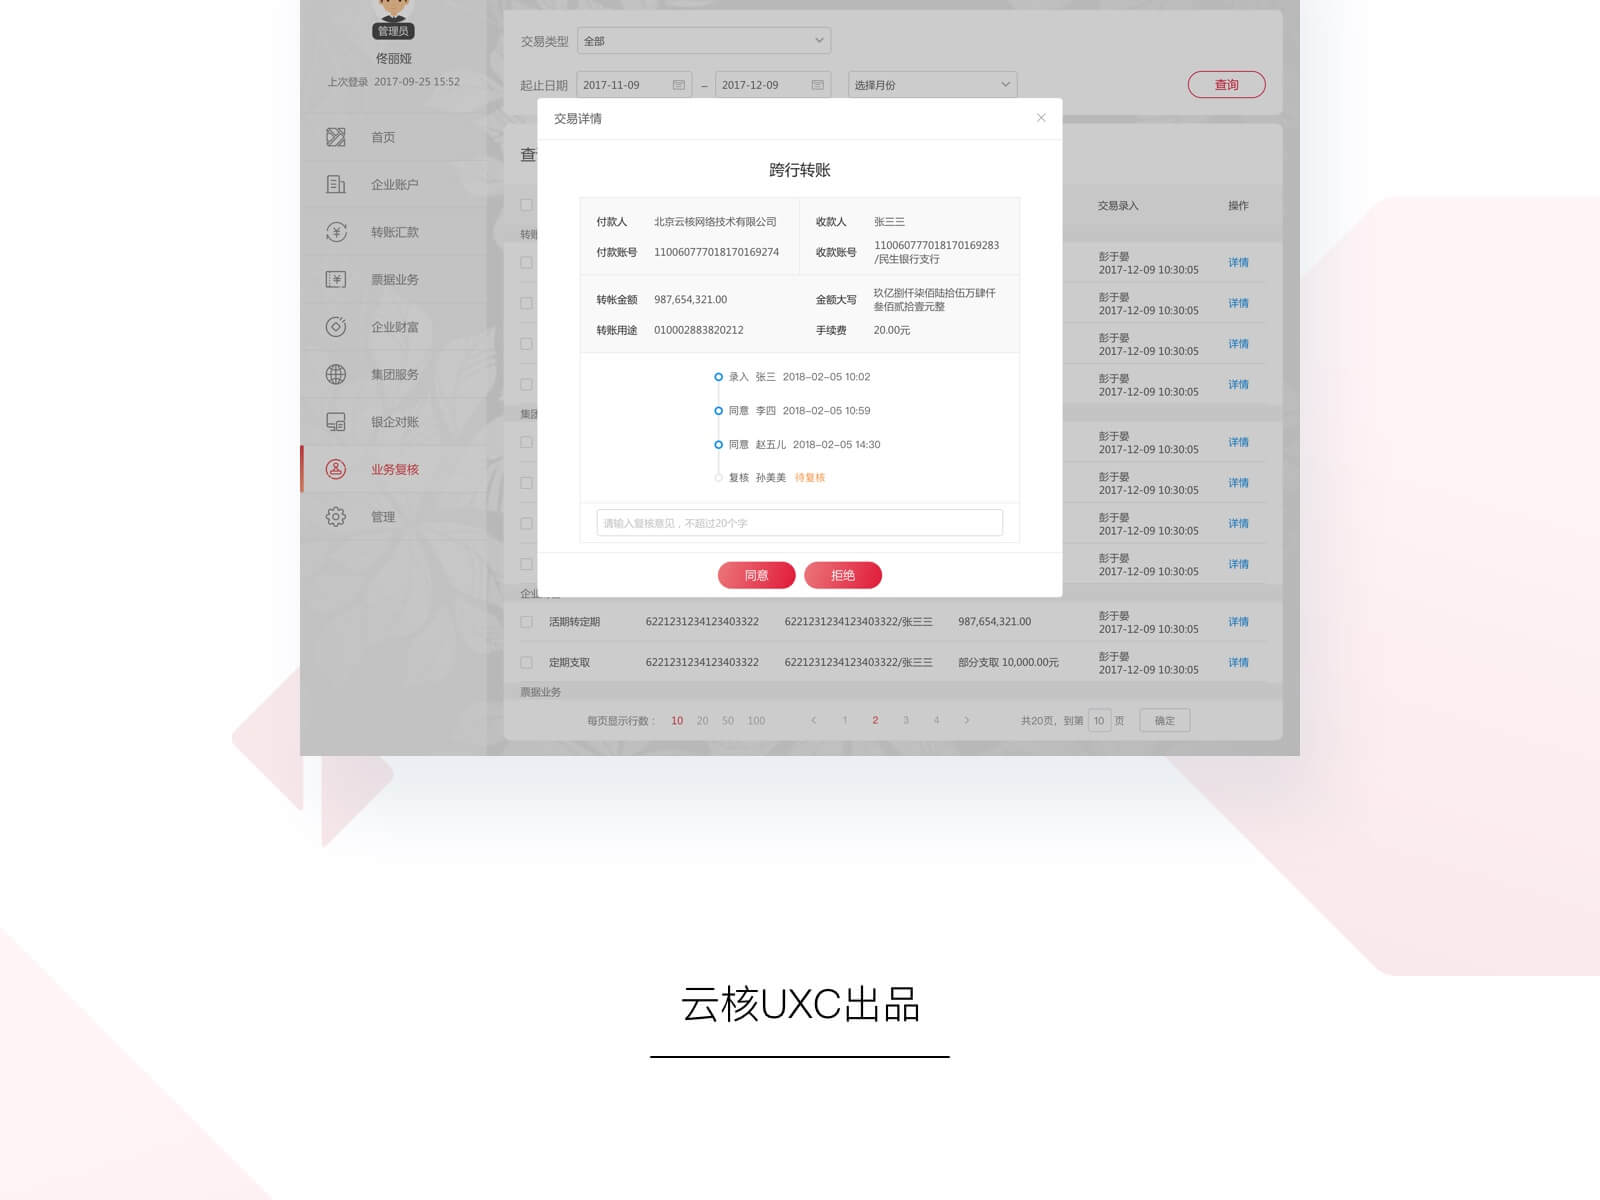 管理员
佟丽娅
上次登录 2017-09-25 15:52
首页
企业账户
转账汇款
票据业务
企业财富
集团服务
银企对账
业务复核
管理
交易类型 全部
起止日期 2017-11-09 – 2017-12-09 选择月份 查询
交易详情
跨行转账
付款人 北京云核网络技术有限公司 收款人 张三三
付款账号 110060777018170169274 收款账号 110060777018170169283
/民生银行支行
转帐金额 987,654,321.00 金额大写 玖亿捌仟柒佰陆拾伍万肆仟
叁佰贰拾壹元整
转账用途 010002883820212 手续费 20.00元
录入 张三 2018-02-05 10:02
同意 李四 2018-02-05 10:59
同意 赵五儿 2018-02-05 14:30
复核 孙美美 待复核
请输入复核意见，不超过20个字
同意 拒绝
查
交易录入 操作
转账
彭于晏
2017-12-09 10:30:05 详情
彭于晏
2017-12-09 10:30:05 详情
彭于晏
2017-12-09 10:30:05 详情
彭于晏
2017-12-09 10:30:05 详情
集团
彭于晏
2017-12-09 10:30:05 详情
彭于晏
2017-12-09 10:30:05 详情
彭于晏
2017-12-09 10:30:05 详情
彭于晏
2017-12-09 10:30:05 详情
企业
活期转定期 6221231234123403322 6221231234123403322/张三三 987,654,321.00 彭于晏
2017-12-09 10:30:05 详情
定期支取 6221231234123403322 6221231234123403322/张三三 部分支取 10,000.00元 彭于晏
2017-12-09 10:30:05 详情
票据业务
每页显示行数： 10 20 50 100 < 1 2 3 4 > 共20页，到第 10 页 确定
云核UXC出品